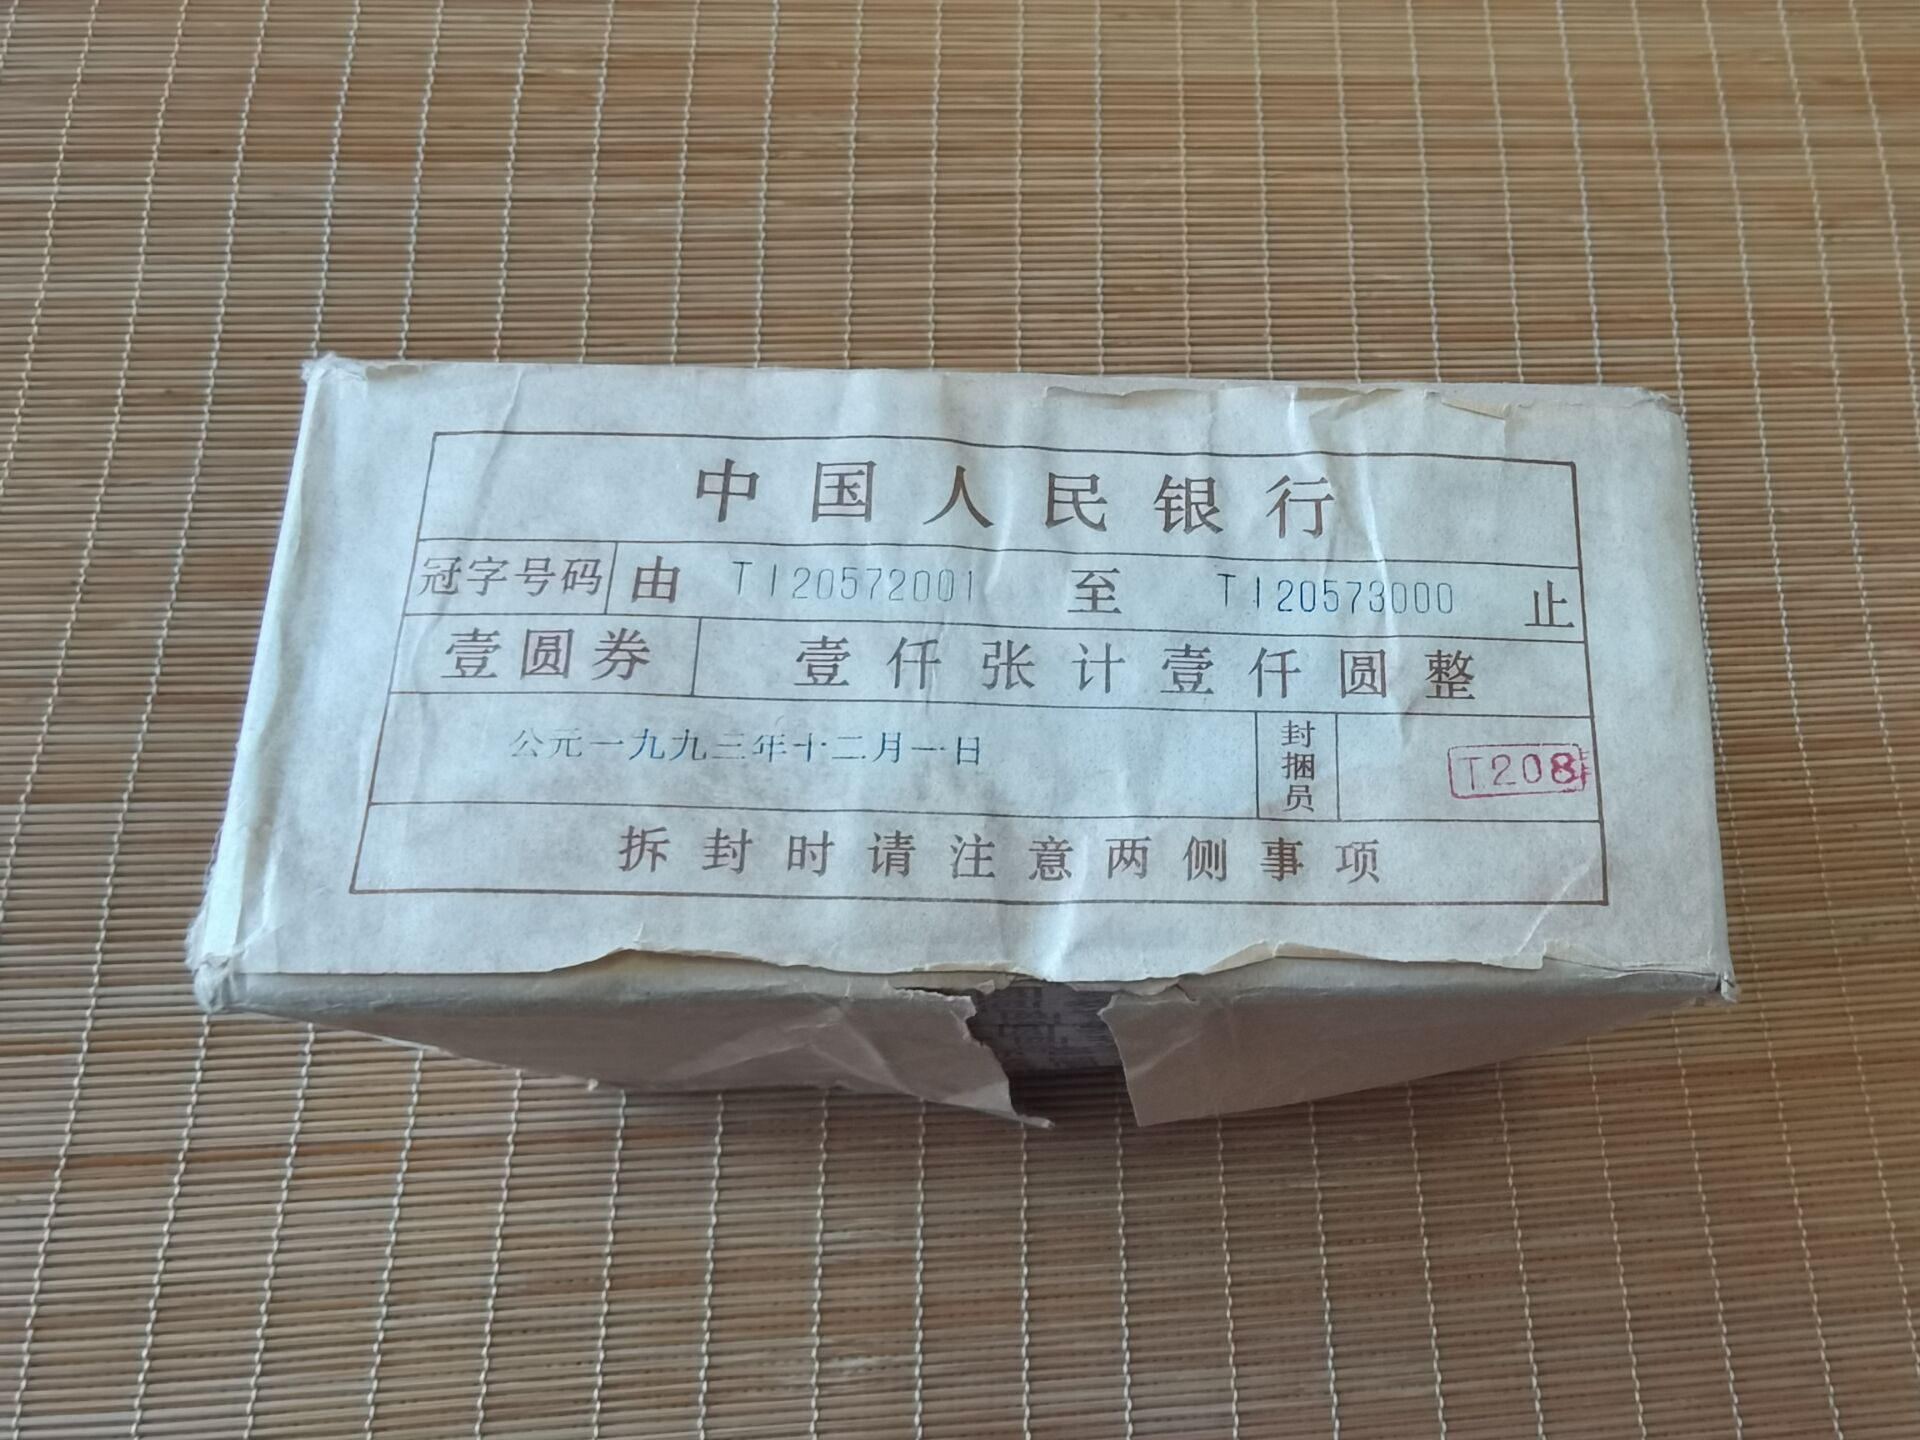 中国人民银行
冠字号码 由 TI20572001 至 TI20573000 止
壹圆券 壹仟张计壹仟圆整
公元一九九三年十二月一日 封捆员 T208
拆封时请注意两侧事项